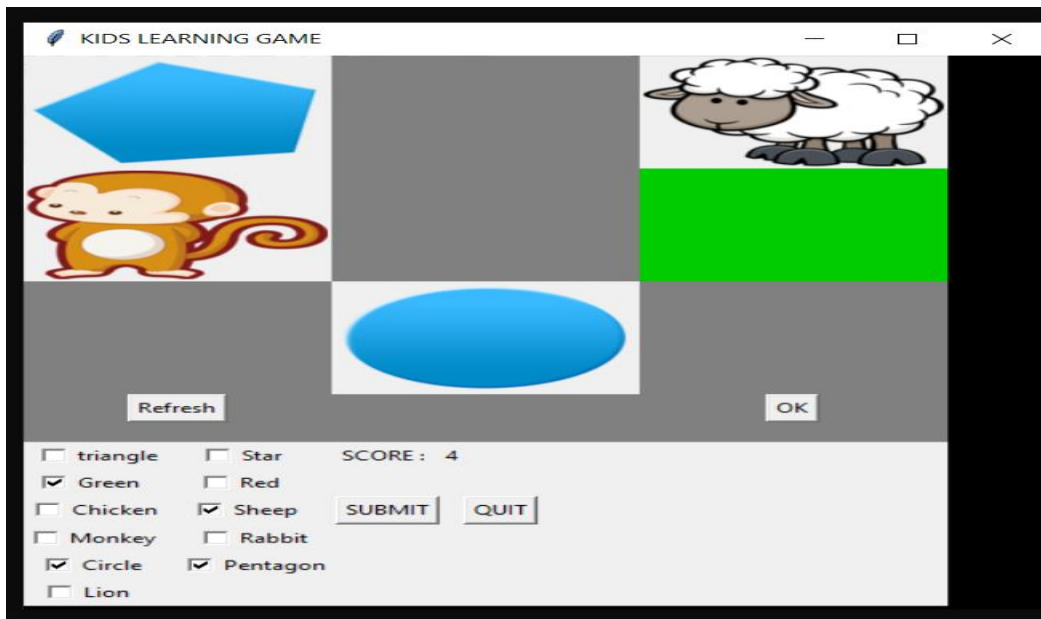 KIDS LEARNING GAME
Refresh OK
triangle Star SCORE : 4
Green Red
Chicken Sheep SUBMIT QUIT
Monkey Rabbit
Circle Pentagon
Lion